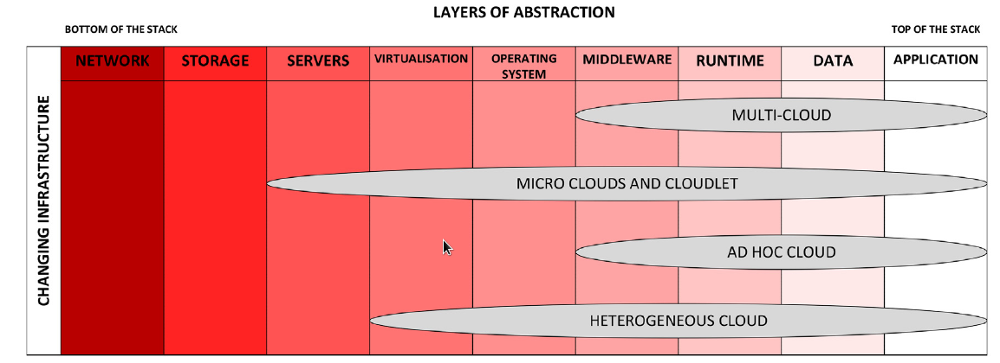 LAYERS OF ABSTRACTION
BOTTOM OF THE STACK
TOP OF THE STACK
NETWORK
STORAGE
SERVERS
VIRTUALISATION
OPERATING
SYSTEM
MIDDLEWARE
RUNTIME
DATA
APPLICATION
CHANGING INFRASTRUCTURE
MULTI-CLOUD
MICRO CLOUDS AND CLOUDLET
AD HOC CLOUD
HETEROGENEOUS CLOUD